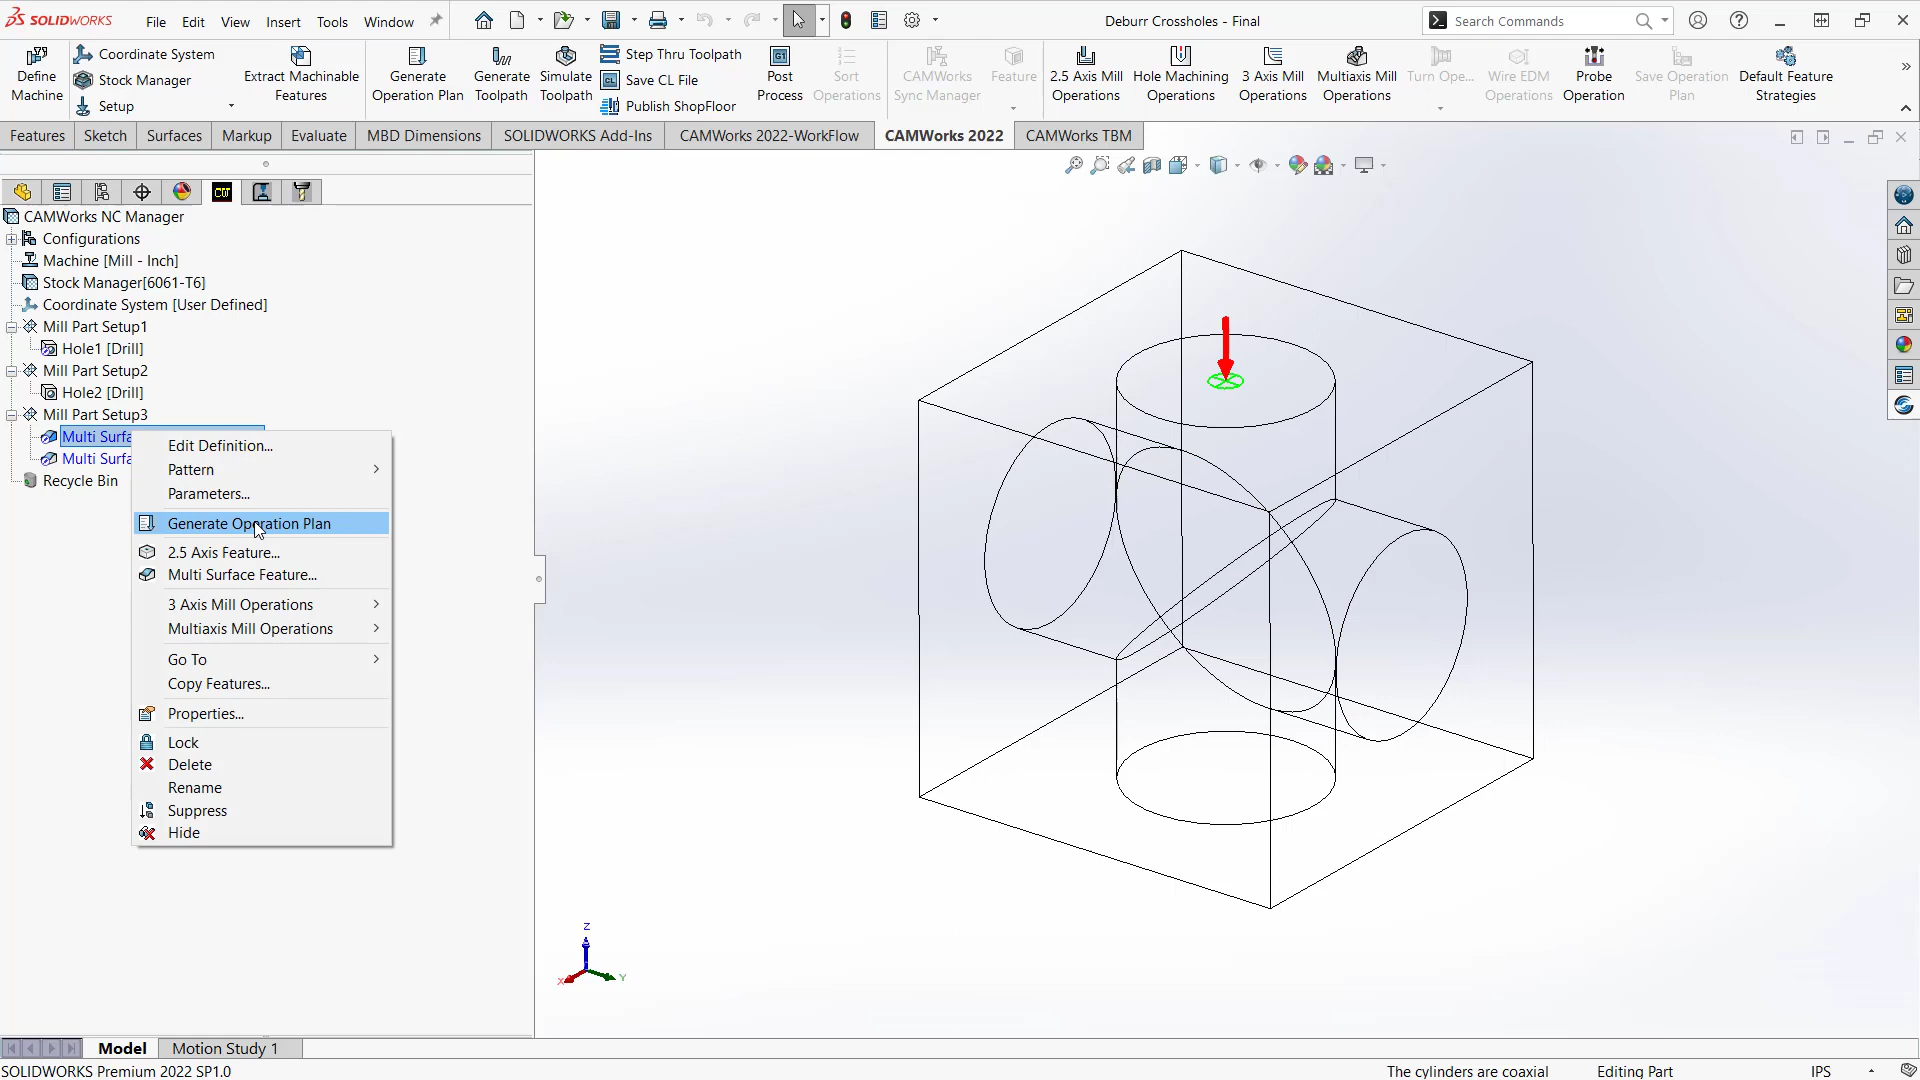 SOLIDWORKS
File Edit View Insert Tools Window
Deburr Crossholes - Final
Search Commands
Define Machine
Coordinate System
Stock Manager
Setup
Extract Machinable Features
Generate Operation Plan
Generate Toolpath
Simulate Toolpath
Step Thru Toolpath
Save CL File
Publish ShopFloor
Post Process
Sort Operations
CAMWorks Sync Manager
Feature
2.5 Axis Mill Operations
Hole Machining Operations
3 Axis Mill Operations
Multiaxis Mill Operations
Turn Ope...
Wire EDM Operations
Probe Operation
Save Operation Plan
Default Feature Strategies
Features Sketch Surfaces Markup Evaluate MBD Dimensions SOLIDWORKS Add-Ins CAMWorks 2022-WorkFlow CAMWorks 2022 CAMWorks TBM
CAMWorks NC Manager
Configurations
Machine [Mill - Inch]
Stock Manager[6061-T6]
Coordinate System [User Defined]
Mill Part Setup1
Hole1 [Drill]
Mill Part Setup2
Hole2 [Drill]
Mill Part Setup3
Multi Surfa
Multi Surfa
Recycle Bin
Edit Definition...
Pattern
Parameters...
Generate Operation Plan
2.5 Axis Feature...
Multi Surface Feature...
3 Axis Mill Operations
Multiaxis Mill Operations
Go To
Copy Features...
Properties...
Lock
Delete
Rename
Suppress
Hide
Z
X
Y
Model Motion Study 1
SOLIDWORKS Premium 2022 SP1.0
The cylinders are coaxial Editing Part IPS